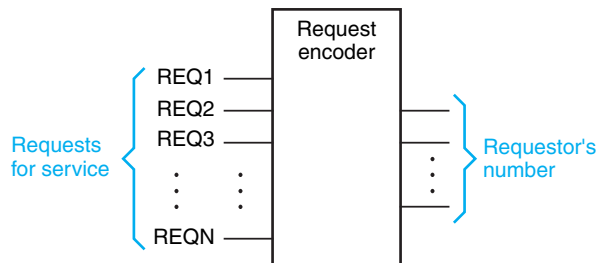 Request
encoder
REQ1
REQ2
REQ3
REQN
Requests
for service
Requestor's
number